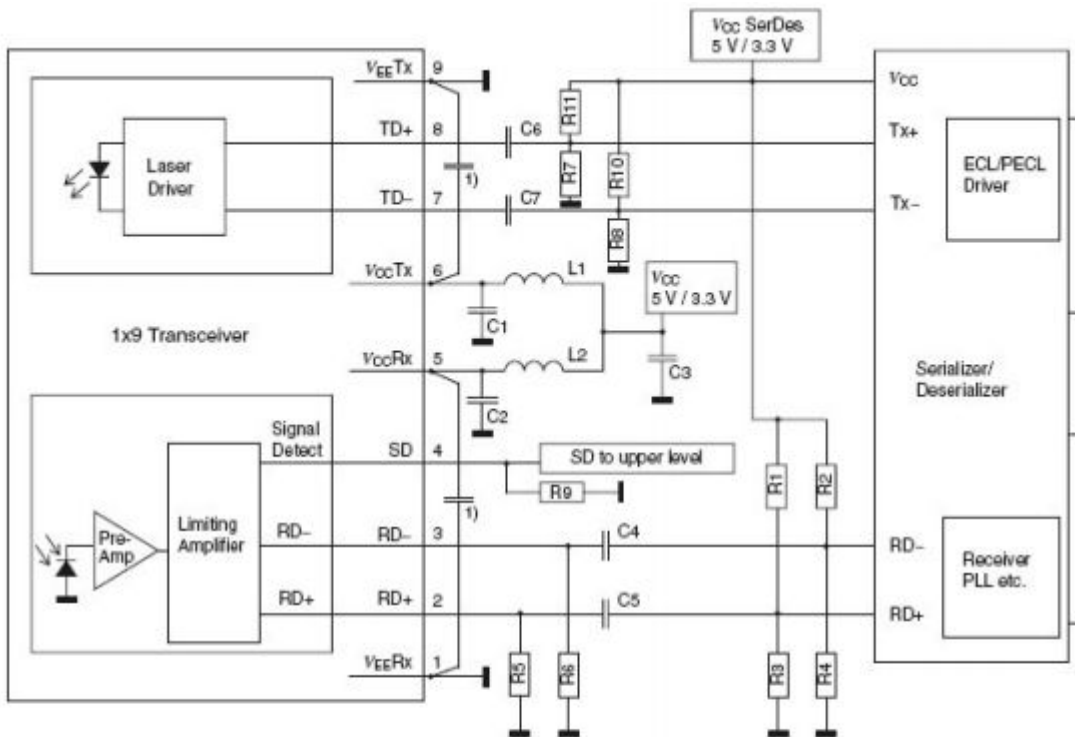 VCC SerDes
5 V / 3.3 V
VEETx 9
VCC
TD+ 8
C6
R11
Tx+
Laser
Driver
R7
R10
ECL/PECL
Driver
1)
TD– 7
C7
Tx–
R8
VCCTx 6
L1
VCC
5 V / 3.3 V
C1
1x9 Transceiver
VCCRx 5
L2
C3
Serializer/
Deserializer
C2
Signal
Detect
SD 4
SD to upper level
R1
R2
R9
1)
Limiting
Amplifier
Pre-
Amp
RD–
RD– 3
C4
RD–
Receiver
PLL etc.
RD+
RD+ 2
C5
RD+
VEERx 1
R5
R6
R3
R4